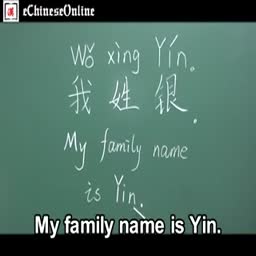 eChineseOnline
Wǒ xìng Yín.
我 姓 银.
My family name
is Yin.
My family name is Yin.